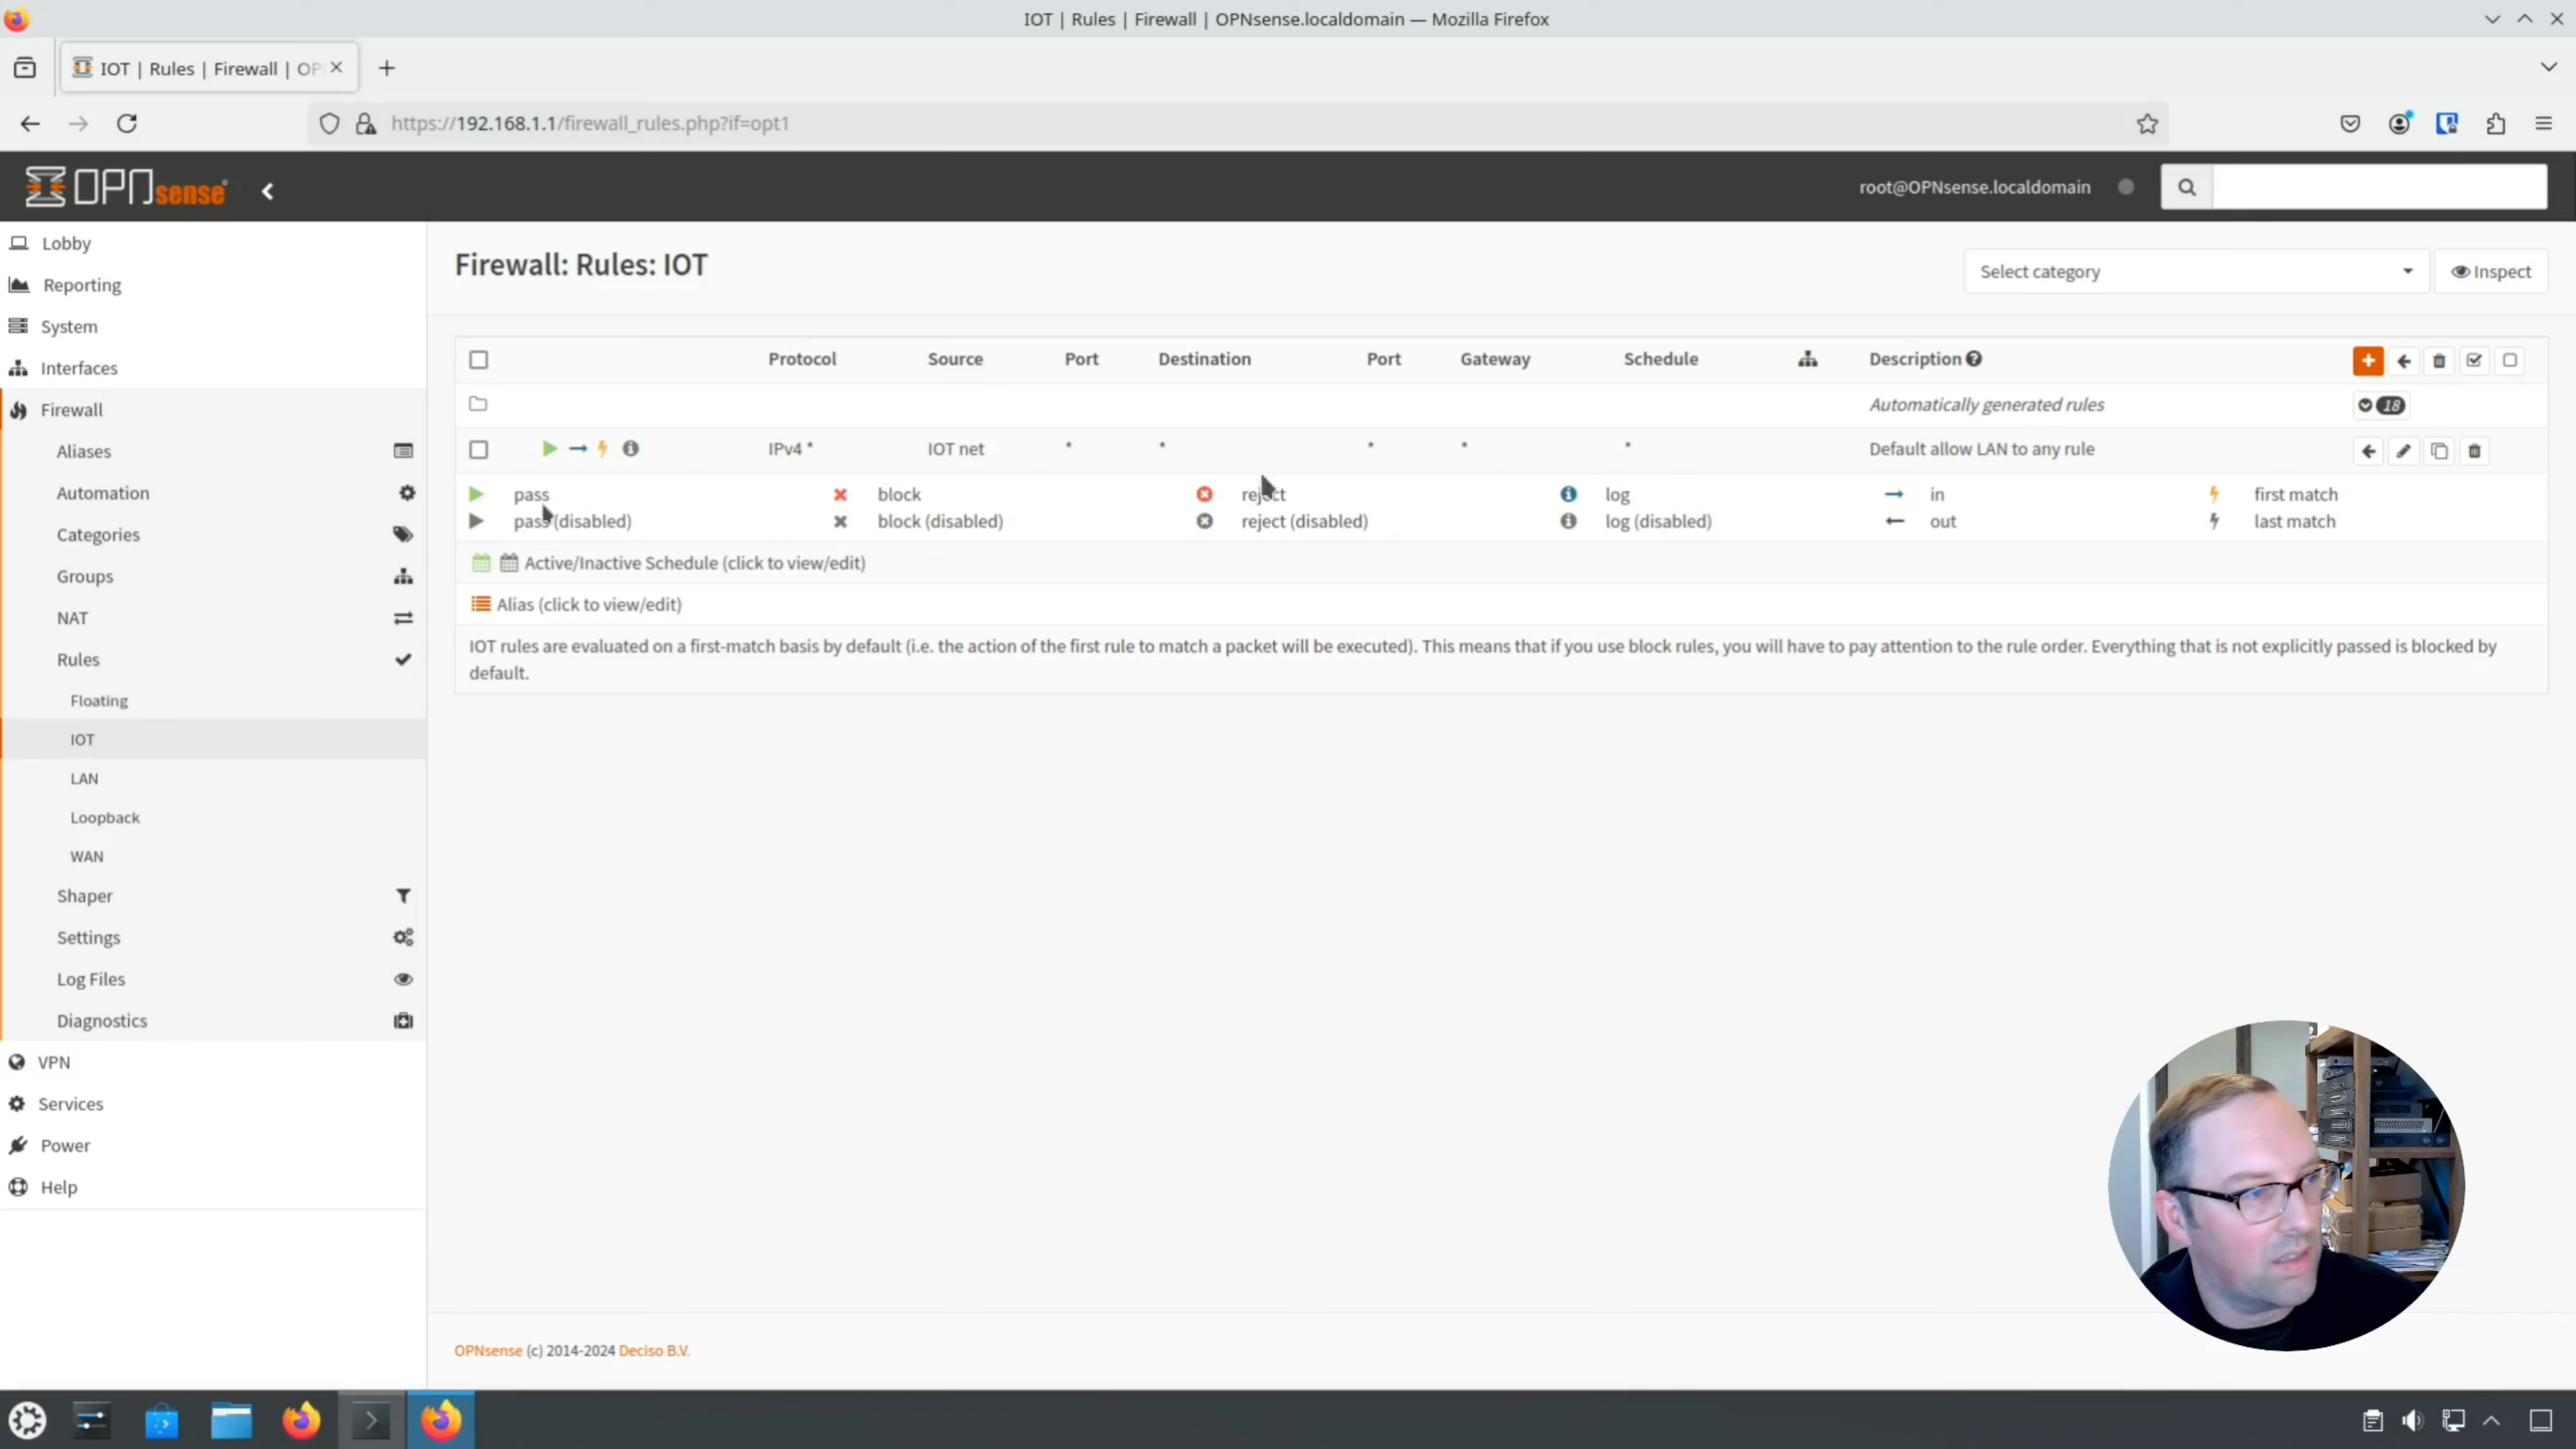 IOT | Rules | Firewall | OPNsense.localdomain — Mozilla Firefox
IOT | Rules | Firewall | OP
https://192.168.1.1/firewall_rules.php?if=opt1
OPNsense
root@OPNsense.localdomain
Lobby
Reporting
System
Interfaces
Firewall
Aliases
Automation
Categories
Groups
NAT
Rules
Floating
IOT
LAN
Loopback
WAN
Shaper
Settings
Log Files
Diagnostics
VPN
Services
Power
Help
Firewall: Rules: IOT
Select category
Inspect
Protocol Source Port Destination Port Gateway Schedule Description
Automatically generated rules 18
IPv4 * IOT net * * * * * Default allow LAN to any rule
pass block reject log in first match
pass (disabled) block (disabled) reject (disabled) log (disabled) out last match
Active/Inactive Schedule (click to view/edit)
Alias (click to view/edit)
IOT rules are evaluated on a first-match basis by default (i.e. the action of the first rule to match a packet will be executed). This means that if you use block rules, you will have to pay attention to the rule order. Everything that is not explicitly passed is blocked by
default.
OPNsense (c) 2014-2024 Deciso B.V.